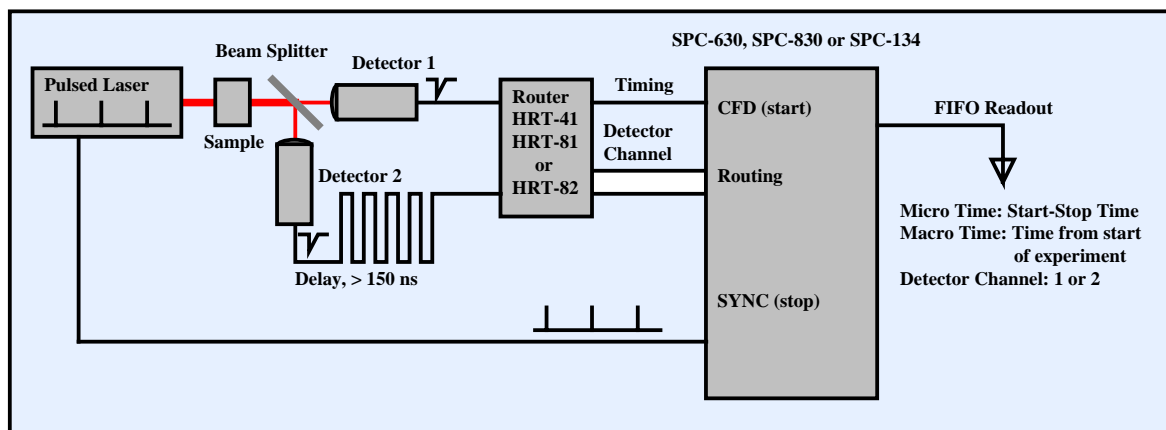 SPC-630, SPC-830 or SPC-134
Beam Splitter
Detector 1
Pulsed Laser
Sample
Router
HRT-41
HRT-81
or
HRT-82
Timing
Detector
Channel
CFD (start)
FIFO Readout
Detector 2
Routing
Micro Time: Start-Stop Time
Macro Time: Time from start
of experiment
Detector Channel: 1 or 2
Delay, > 150 ns
SYNC (stop)